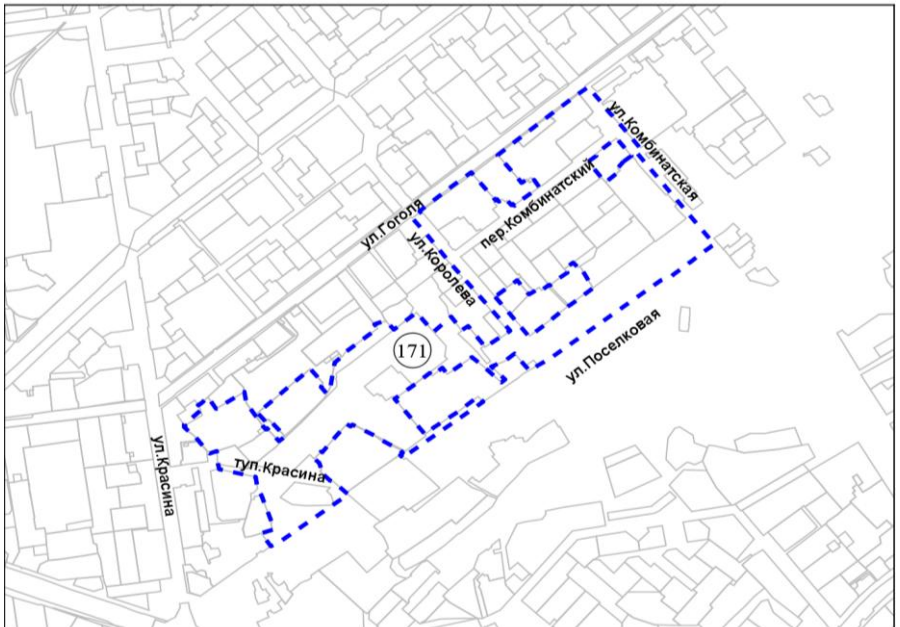 ул.Комбинатская
пер.Комбинатский
ул.Гоголя
ул.Королева
171
ул.Поселковая
ул.Красина
туп.Красина